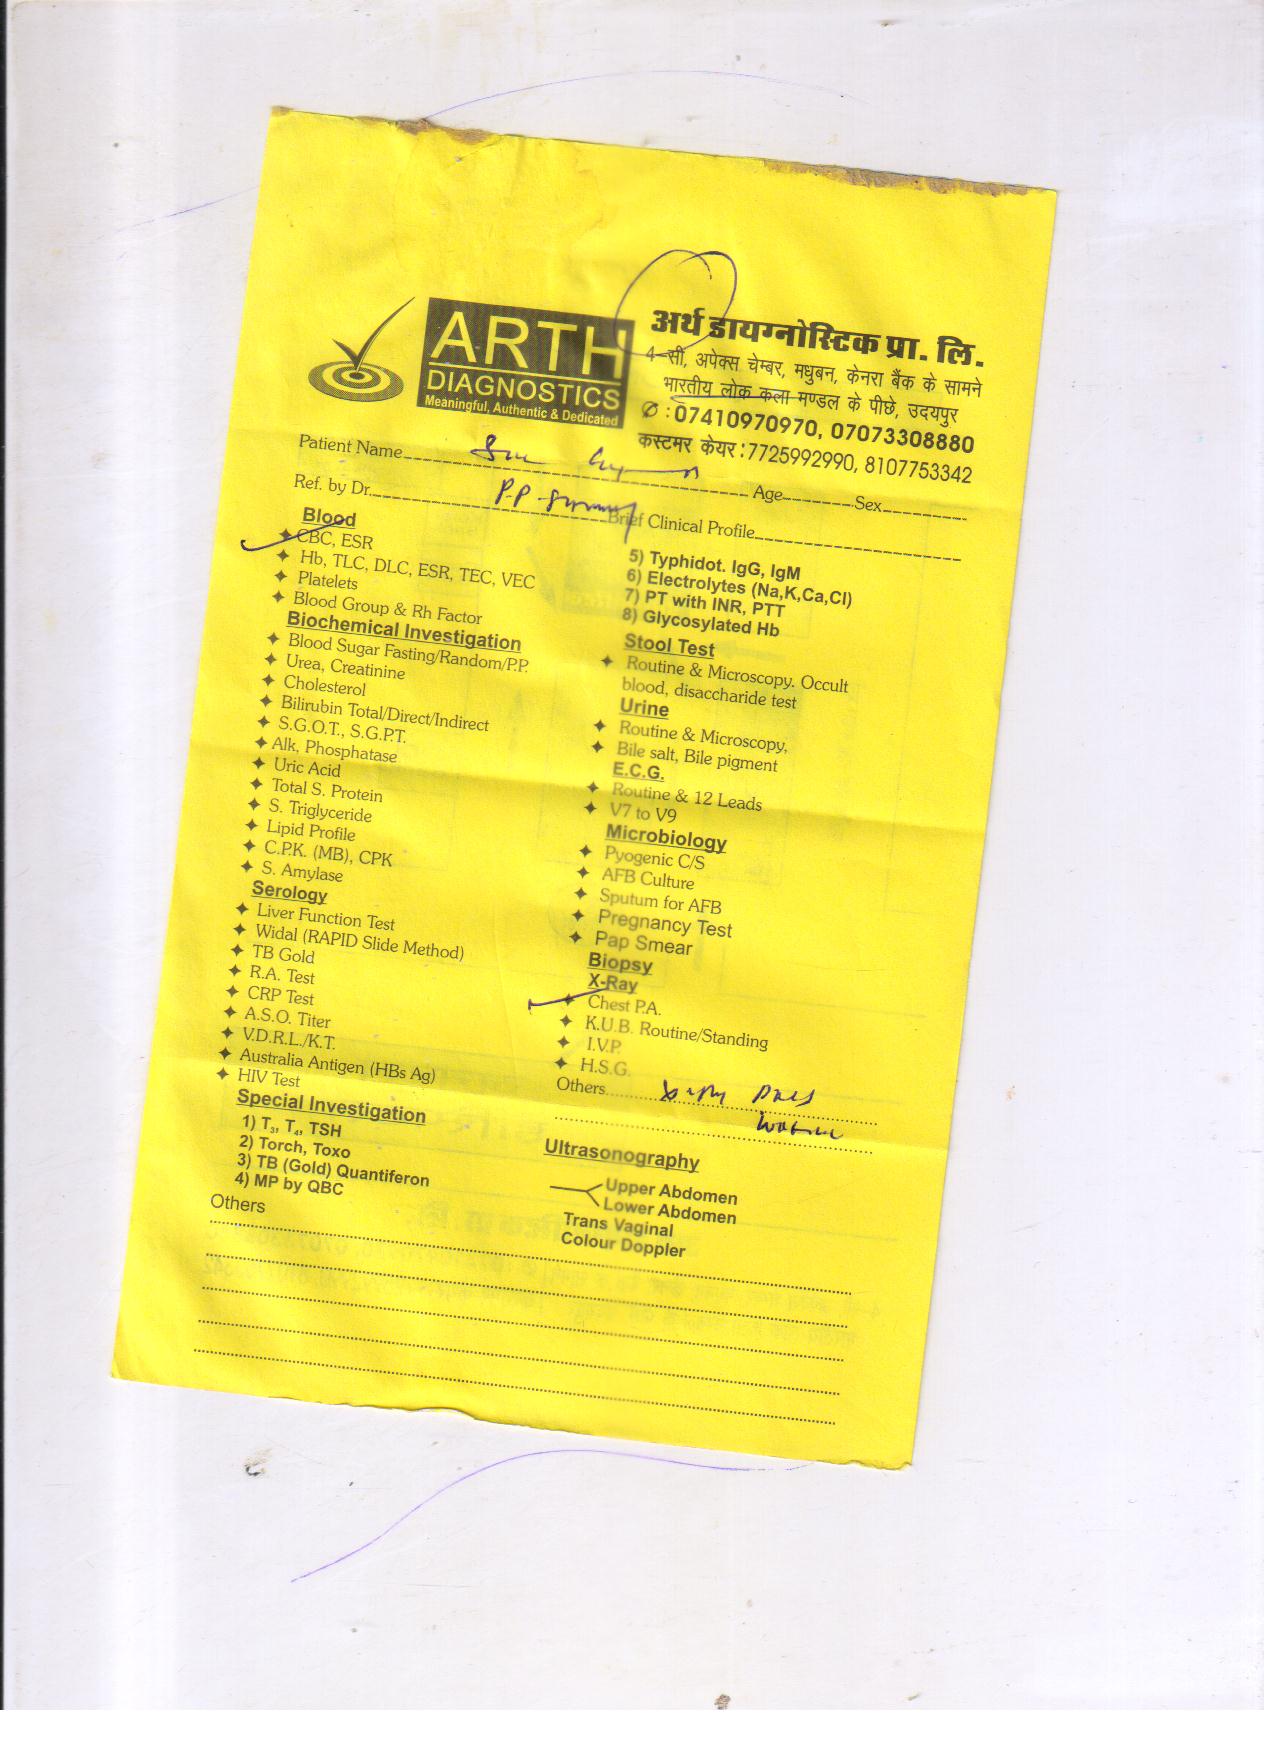 ARTH
DIAGNOSTICS
Meaningful, Authentic & Dedicated
अर्थ डायग्नोस्टिक प्रा. लि.
4-सी, अपेक्स चेम्बर, मधुबन, केनरा बैंक के सामने
भारतीय लोक कला मण्डल के पीछे, उदयपुर
: 07410970970, 07073308880
कस्टमर केयर : 7725992990, 8107753342
Patient Name Age Sex
Ref. by Dr. P.P. Brief Clinical Profile
Blood
CBC, ESR
Hb, TLC, DLC, ESR, TEC, VEC
Platelets
Blood Group & Rh Factor
Biochemical Investigation
Blood Sugar Fasting/Random/P.P.
Urea, Creatinine
Cholesterol
Bilirubin Total/Direct/Indirect
S.G.O.T., S.G.P.T.
Alk, Phosphatase
Uric Acid
Total S. Protein
S. Triglyceride
Lipid Profile
C.P.K. (MB), CPK
S. Amylase
Serology
Liver Function Test
Widal (RAPID Slide Method)
TB Gold
R.A. Test
CRP Test
A.S.O. Titer
V.D.R.L./K.T.
Australia Antigen (HBs Ag)
HIV Test
Special Investigation
1) T3, T4, TSH
2) Torch, Toxo
3) TB (Gold) Quantiferon
4) MP by QBC
Others
5) Typhidot. IgG, IgM
6) Electrolytes (Na,K,Ca,Cl)
7) PT with INR, PTT
8) Glycosylated Hb
Stool Test
Routine & Microscopy. Occult
blood, disaccharide test
Urine
Routine & Microscopy,
Bile salt, Bile pigment
E.C.G.
Routine & 12 Leads
V7 to V9
Microbiology
Pyogenic C/S
AFB Culture
Sputum for AFB
Pregnancy Test
Pap Smear
Biopsy
X-Ray
Chest P.A.
K.U.B. Routine/Standing
I.V.P.
H.S.G.
Others
Ultrasonography
Upper Abdomen
Lower Abdomen
Trans Vaginal
Colour Doppler